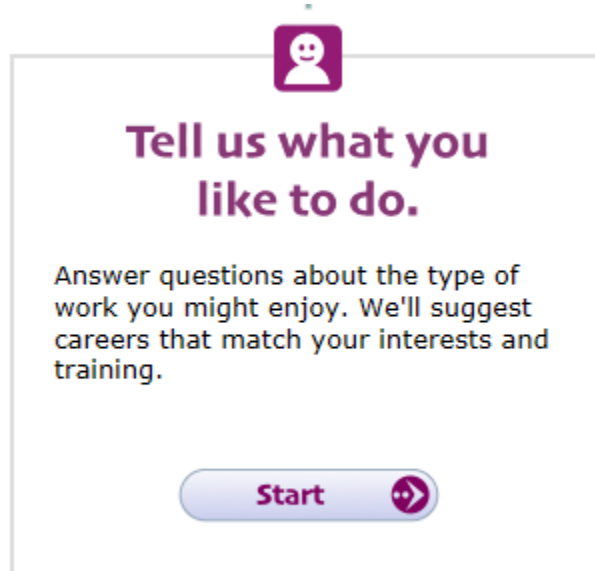 Tell us what you
like to do.
Answer questions about the type of
work you might enjoy. We'll suggest
careers that match your interests and
training.
Start